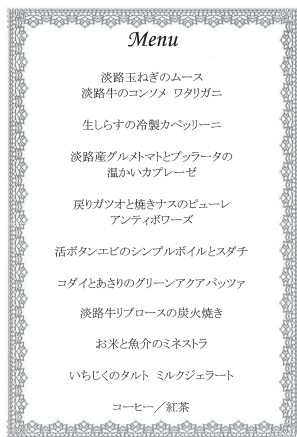 Menu
淡路玉ねぎのムース
淡路牛のコンソメ ワタリガニ
生しらすの冷製カペッリーニ
淡路産グルメトマトとブッラータの
温かいカプレーゼ
戻りガツオと焼きナスのピューレ
アンティボワーズ
活ボタンエビのシンプルボイルとスダチ
コダイとあさりのグリーンアクアパッツァ
淡路牛リブロースの炭火焼き
お米と魚介のミネストラ
いちじくのタルト ミルクジェラート
コーヒー／紅茶